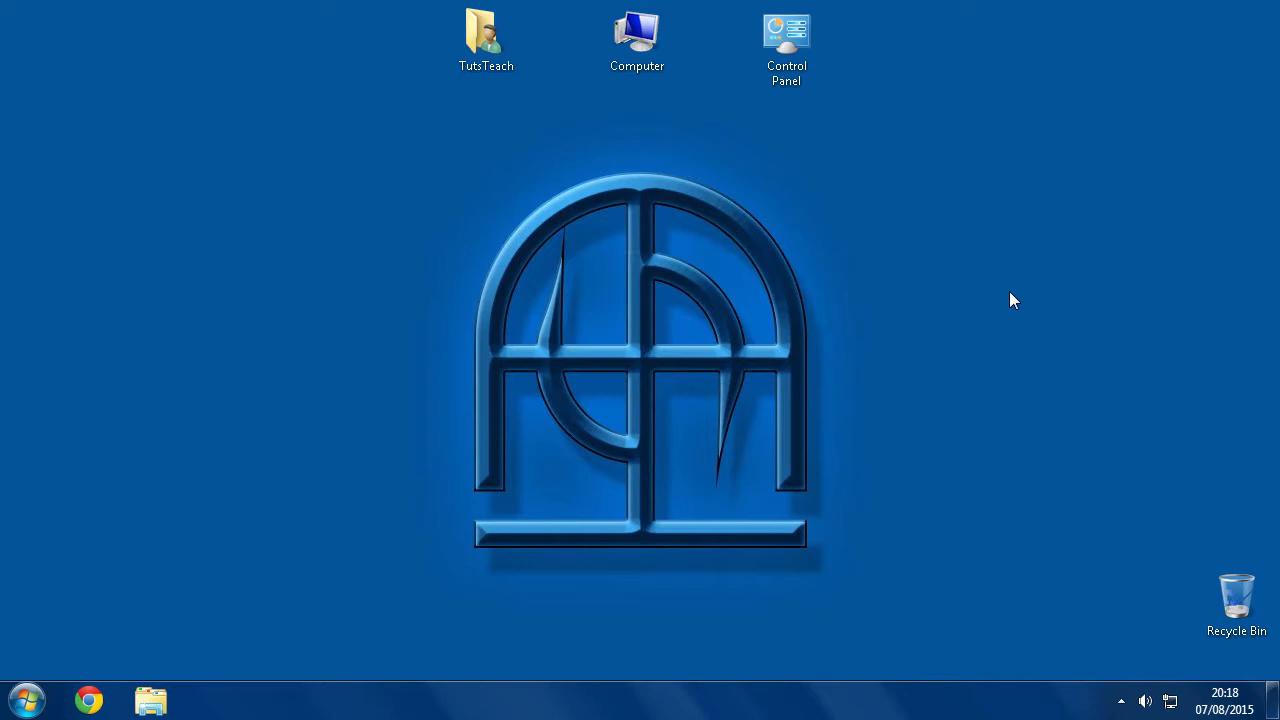 TutsTeach
Computer
Control
Panel
Recycle Bin
20:18
07/08/2015